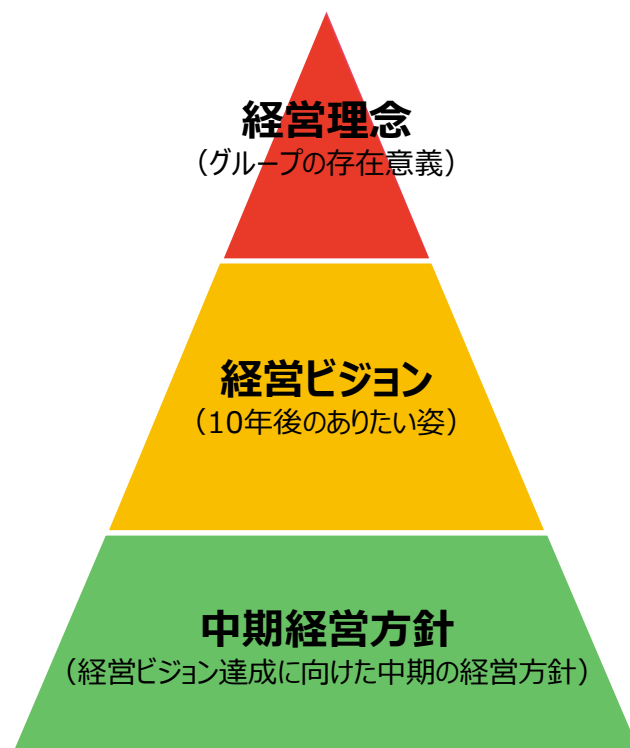 経営理念
（グループの存在意義）
経営ビジョン
（10年後のありたい姿）
中期経営方針
（経営ビジョン達成に向けた中期の経営方針）